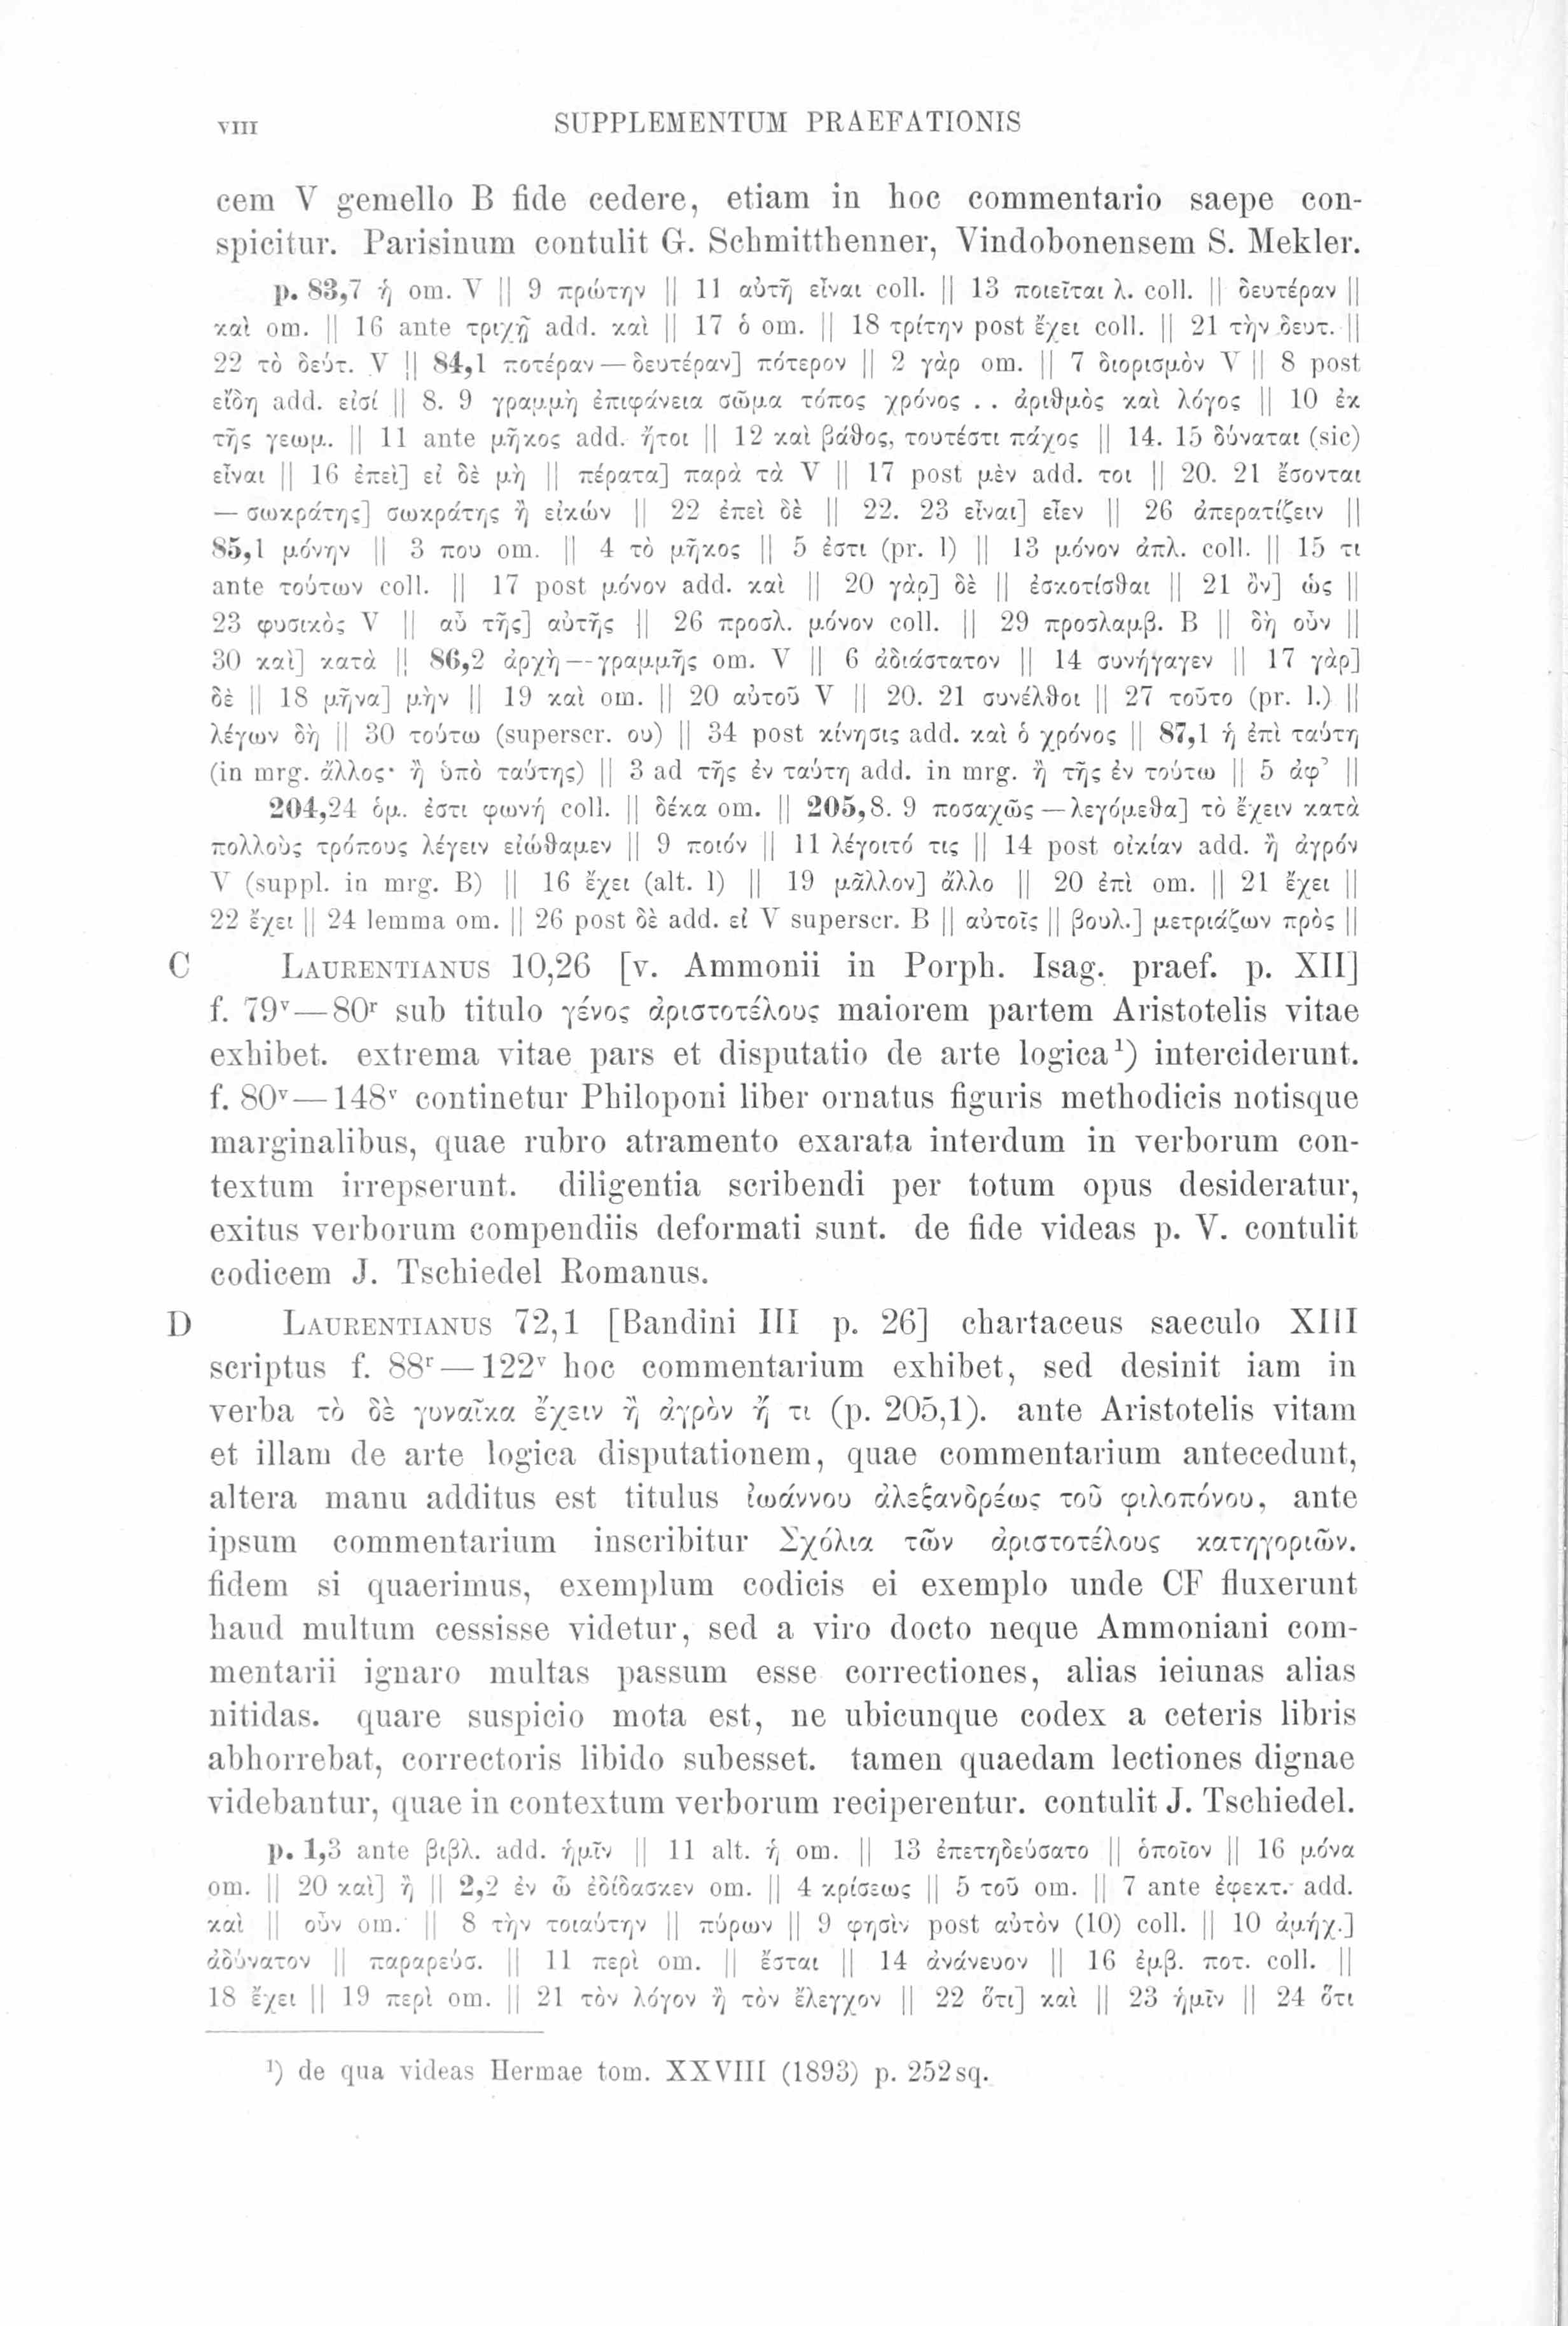 VIII SUPPLEMENTUM PRAEFATIONIS
cem V gemello B fide cedere, etiam in hoc commentario saepe con-
spicitur. Parisinum contulit G. Schmitthenner, Vindobonensem S. Mekler.
p. 83,7 ἡ om. V || 9 πρώτην || 11 αὐτῇ εἶναι coll. || 13 ποιεῖται λ. coll. || δευτέραν ||
καὶ om. || 16 ante τριχῇ add. καὶ || 17 ὁ om. || 18 τρίτην post ἔχει coll. || 21 τὴν δευτ. ||
22 τὸ δεύτ. V || 84,1 ποτέραν — δευτέραν] πότερον || 2 γὰρ om. || 7 διορισμὸν V || 8 post
εἴδη add. εἰσί || 8. 9 γραμμὴ ἐπιφάνεια σῶμα τόπος χρόνος . . ἀριθμὸς καὶ λόγος || 10 ἐκ
τῆς γεωμ. || 11 ante μῆκος add. ἤτοι || 12 καὶ βάθος, τουτέστι πάχος || 14. 15 δύναται (sic)
εἶναι || 16 ἐπεὶ] εἰ δὲ μὴ || πέρατα] παρὰ τὰ V || 17 post μὲν add. τοι || 20. 21 ἔσονται
— σωκράτης] σωκράτης ἢ εἰκών || 22 ἐπεὶ δὲ || 22. 23 εἶναι] εἶεν || 26 ἀπερατίζειν ||
85,1 μόνην || 3 που om. || 4 τὸ μῆκος || 5 ἐστι (pr. l) || 13 μόνον ἁπλ. coll. || 15 τι
ante τούτων coll. || 17 post μόνον add. καὶ || 20 γὰρ] δὲ || ἐσκοτίσθαι || 21 ὂν] ὡς ||
23 φυσικὸς V || αὖ τῆς] αὐτῆς || 26 προσλ. μόνον coll. || 29 προσλαμβ. B || δὴ οὖν ||
30 καὶ] κατὰ || 86,2 ἀρχὴ — γραμμῆς om. V || 6 ἀδιάστατον || 14 συνήγαγεν || 17 γὰρ]
δὲ || 18 μῆνα] μὴν || 19 καὶ om. || 20 αὐτοῦ V || 20. 21 συνέλθοι || 27 τοῦτο (pr. l.) ||
λέγων δὴ || 30 τούτω (superscr. ου) || 34 post κίνησις add. καὶ ὁ χρόνος || 87,1 ἡ ἐπὶ ταύτῃ
(in mrg. ἄλλος· ἢ ὑπὸ ταύτης) || 3 ad τῆς ἐν ταύτῃ add. in mrg. ἢ τῆς ἐν τούτω || 5 ἀφ' ||
204,24 ὁμ. ἐστι φωνή coll. || δέκα om. || 205,8. 9 ποσαχῶς — λεγόμεθα] τὸ ἔχειν κατὰ
πολλοὺς τρόπους λέγειν εἰώθαμεν || 9 ποιόν || 11 λέγοιτό τις || 14 post οἰκίαν add. ἢ ἀγρόν
V (suppl. in mrg. B) || 16 ἔχει (alt. l) || 19 μᾶλλον] ἄλλο || 20 ἐπὶ om. || 21 ἔχει ||
22 ἔχει || 24 lemma om. || 26 post δὲ add. εἰ V superscr. B || αὐτοῖς || βουλ.] μετριάζων πρὸς ||
C LAURENTIANUS 10,26 [v. Ammonii in Porph. Isag. praef. p. XII]
f. 79v—80r sub titulo γένος ἀριστοτέλους maiorem partem Aristotelis vitae
exhibet. extrema vitae pars et disputatio de arte logica¹) interciderunt.
f. 80v—148v continetur Philoponi liber ornatus figuris methodicis notisque
marginalibus, quae rubro atramento exarata interdum in verborum con-
textum irrepserunt. diligentia scribendi per totum opus desideratur,
exitus verborum compendiis deformati sunt. de fide videas p. V. contulit
codicem J. Tschiedel Romanus.
D LAURENTIANUS 72,1 [Bandini III p. 26] chartaceus saeculo XIII
scriptus f. 88r—122v hoc commentarium exhibet, sed desinit iam in
verba τὸ δὲ γυναῖκα ἔχειν ἢ ἀγρὸν ἤ τι (p. 205,1). ante Aristotelis vitam
et illam de arte logica disputationem, quae commentarium antecedunt,
altera manu additus est titulus ἰωάννου ἀλεξανδρέως τοῦ φιλοπόνου, ante
ipsum commentarium inscribitur Σχόλια τῶν ἀριστοτέλους κατηγοριῶν.
fidem si quaerimus, exemplum codicis ei exemplo unde CF fluxerunt
haud multum cessisse videtur, sed a viro docto neque Ammoniani com-
mentarii ignaro multas passum esse correctiones, alias ieiunas alias
nitidas. quare suspicio mota est, ne ubicunque codex a ceteris libris
abhorrebat, correctoris libido subesset. tamen quaedam lectiones dignae
videbantur, quae in contextum verborum reciperentur. contulit J. Tschiedel.
p. 1,3 ante βιβλ. add. ἡμῖν || 11 alt. ἡ om. || 13 ἐπετηδεύσατο || ὁποῖον || 16 μόνα
om. || 20 καὶ] ἢ || 2,2 ἐν ὧ ἐδίδασκεν om. || 4 κρίσεως || 5 τοῦ om. || 7 ante ἐφεκτ. add.
καὶ || οὖν om. || 8 τὴν τοιαύτην || πύρων || 9 φησὶν post αὐτὸν (10) coll. || 10 ἀμήχ.]
ἀδύνατον || παραρεύσ. || 11 περὶ om. || ἔσται || 14 ἀνάνευον || 16 ἐμβ. ποτ. coll. ||
18 ἔχει || 19 περὶ om. || 21 τὸν λόγον ἢ τὸν ἔλεγχον || 22 ὅτι] καὶ || 23 ἡμῖν || 24 ὅτι
¹) de qua videas Hermae tom. XXVIII (1893) p. 252sq.